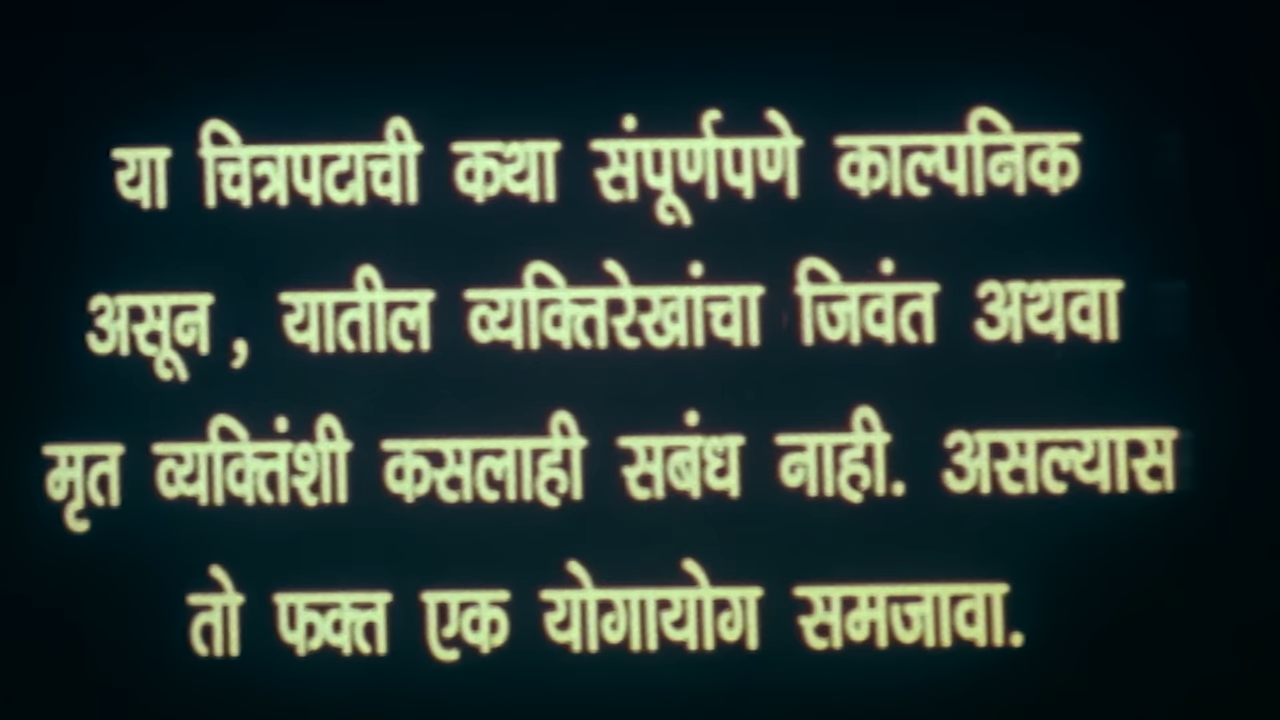 या चित्रपटाची कथा संपूर्णपणे काल्पनिक
असून , यातील व्यक्तिरेखांचा जिवंत अथवा
मृत व्यक्तिंशी कसलाही सबंध नाही. असल्यास
तो फक्त एक योगायोग समजावा.